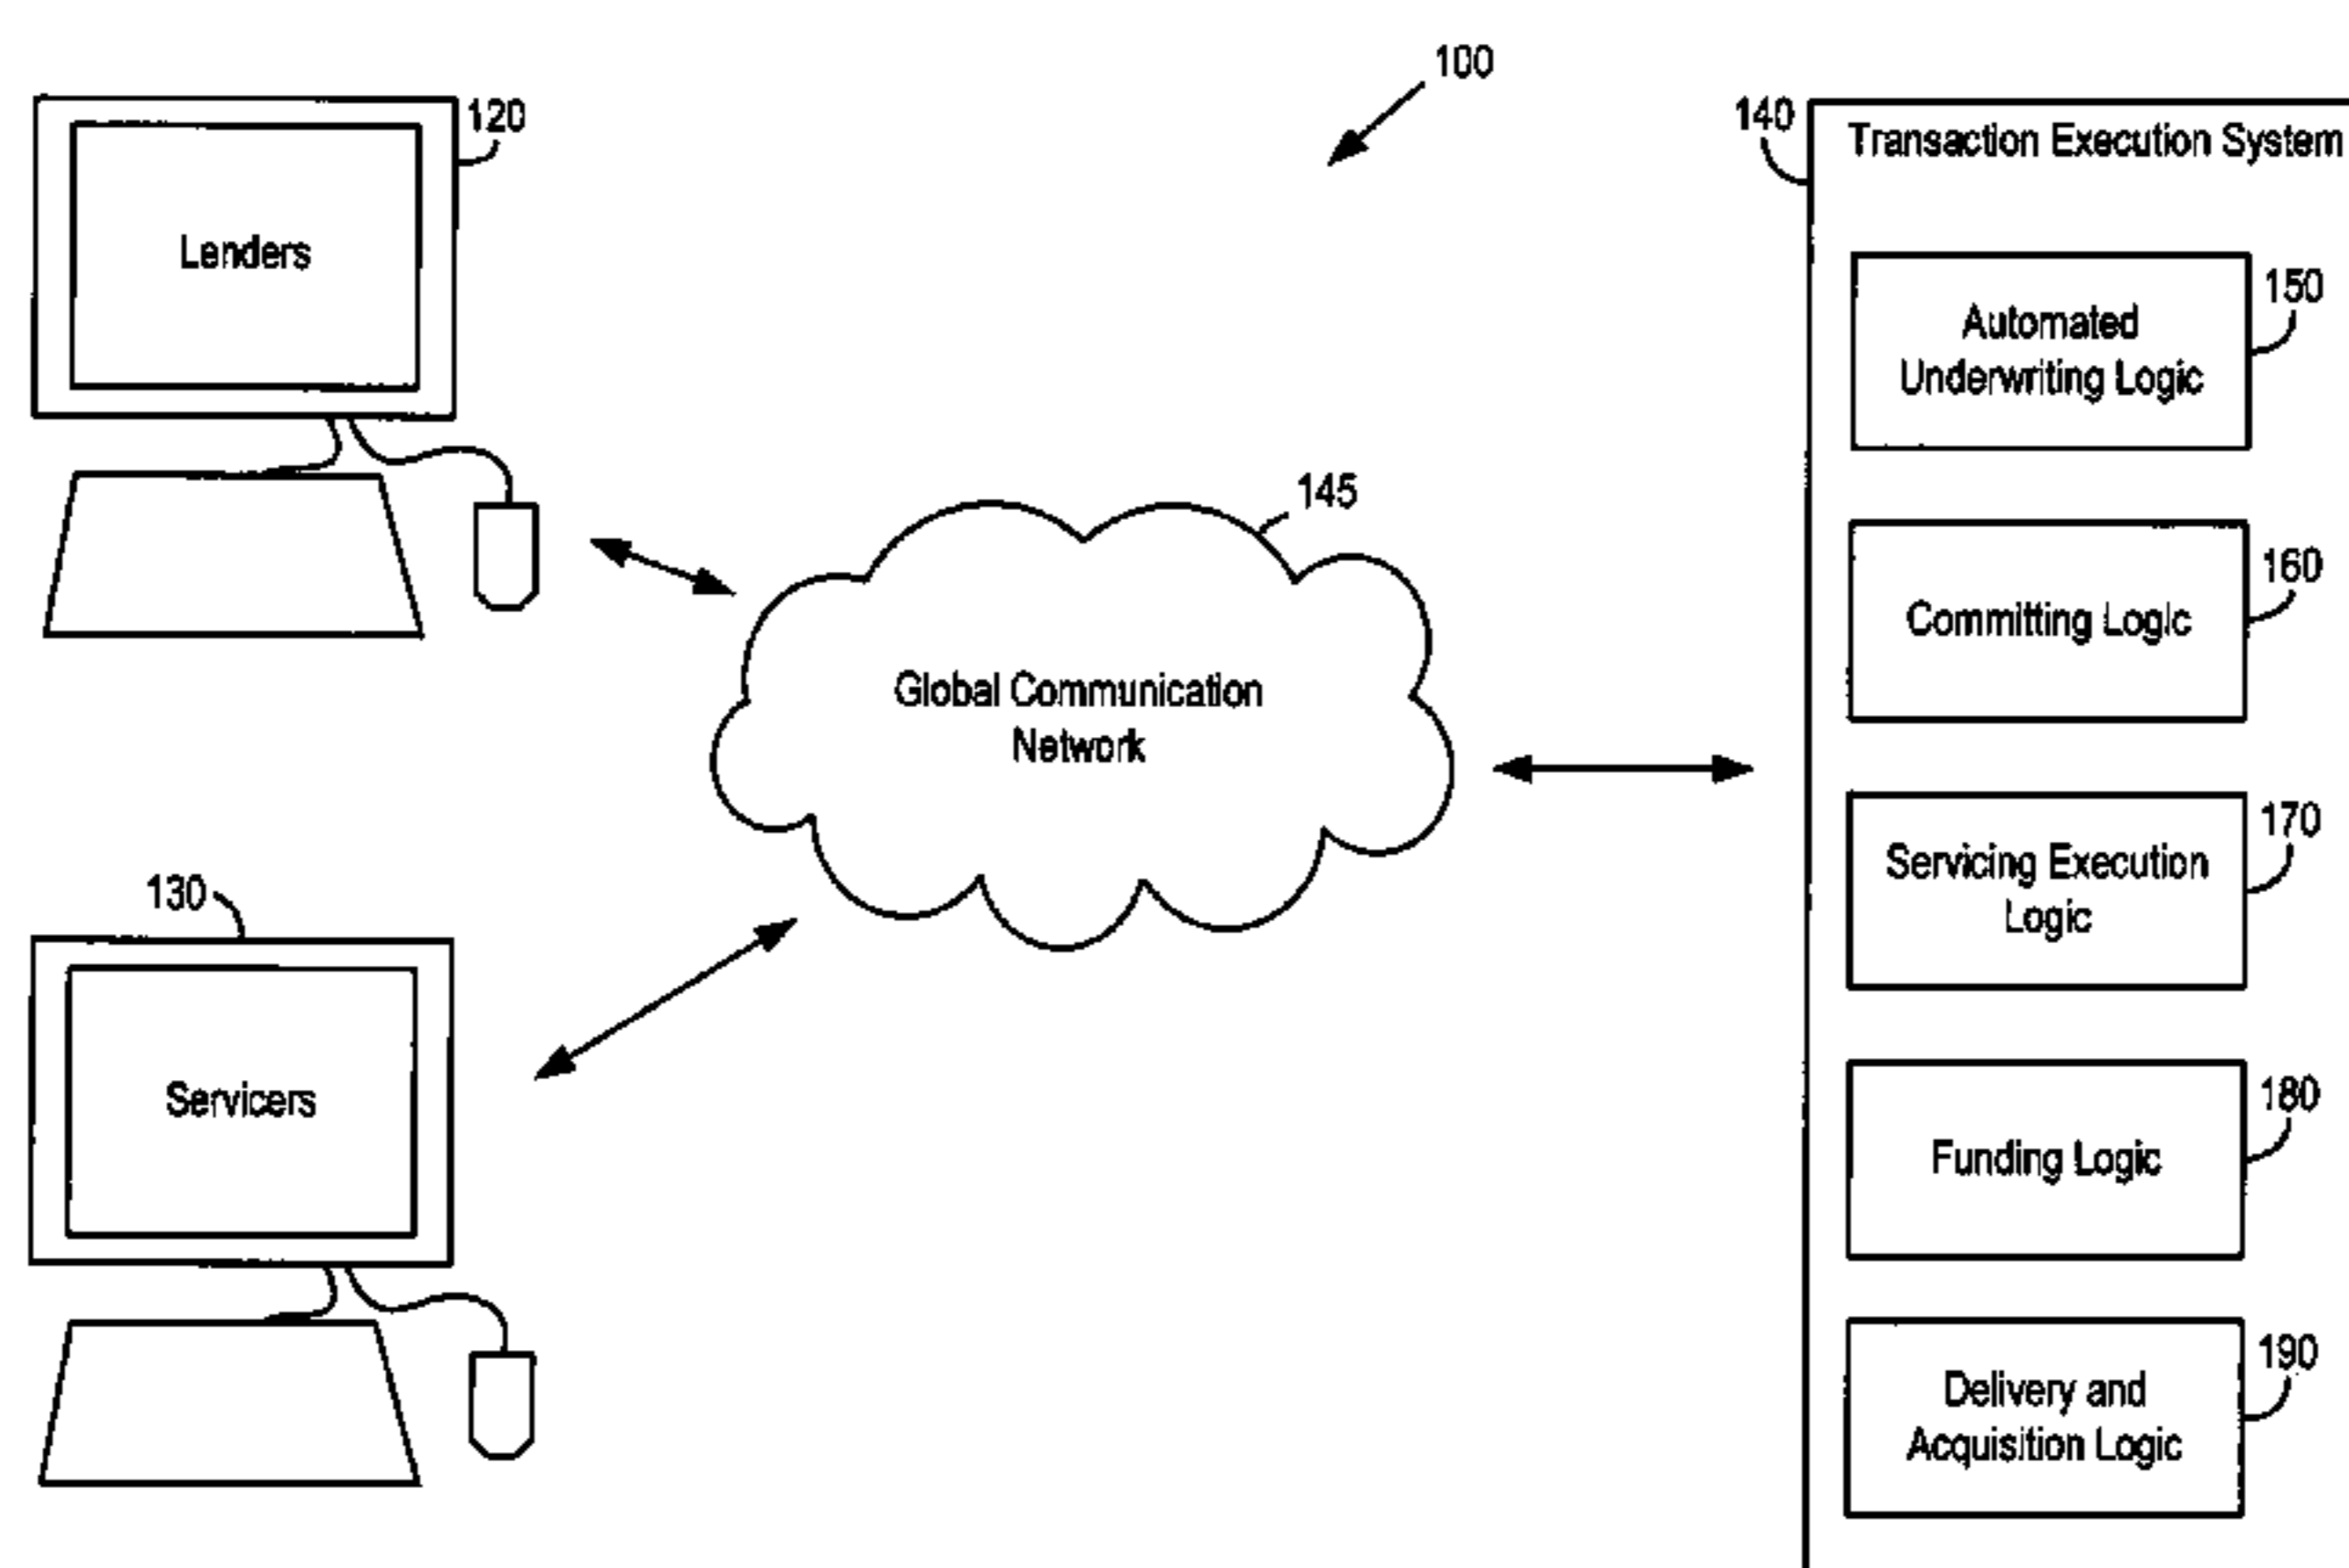 100
120
Lenders
130
Servicers
145
Global Communication
Network
140
Transaction Execution System
150
Automated
Underwriting Logic
160
Committing Logic
170
Servicing Execution
Logic
180
Funding Logic
190
Delivery and
Acquisition Logic